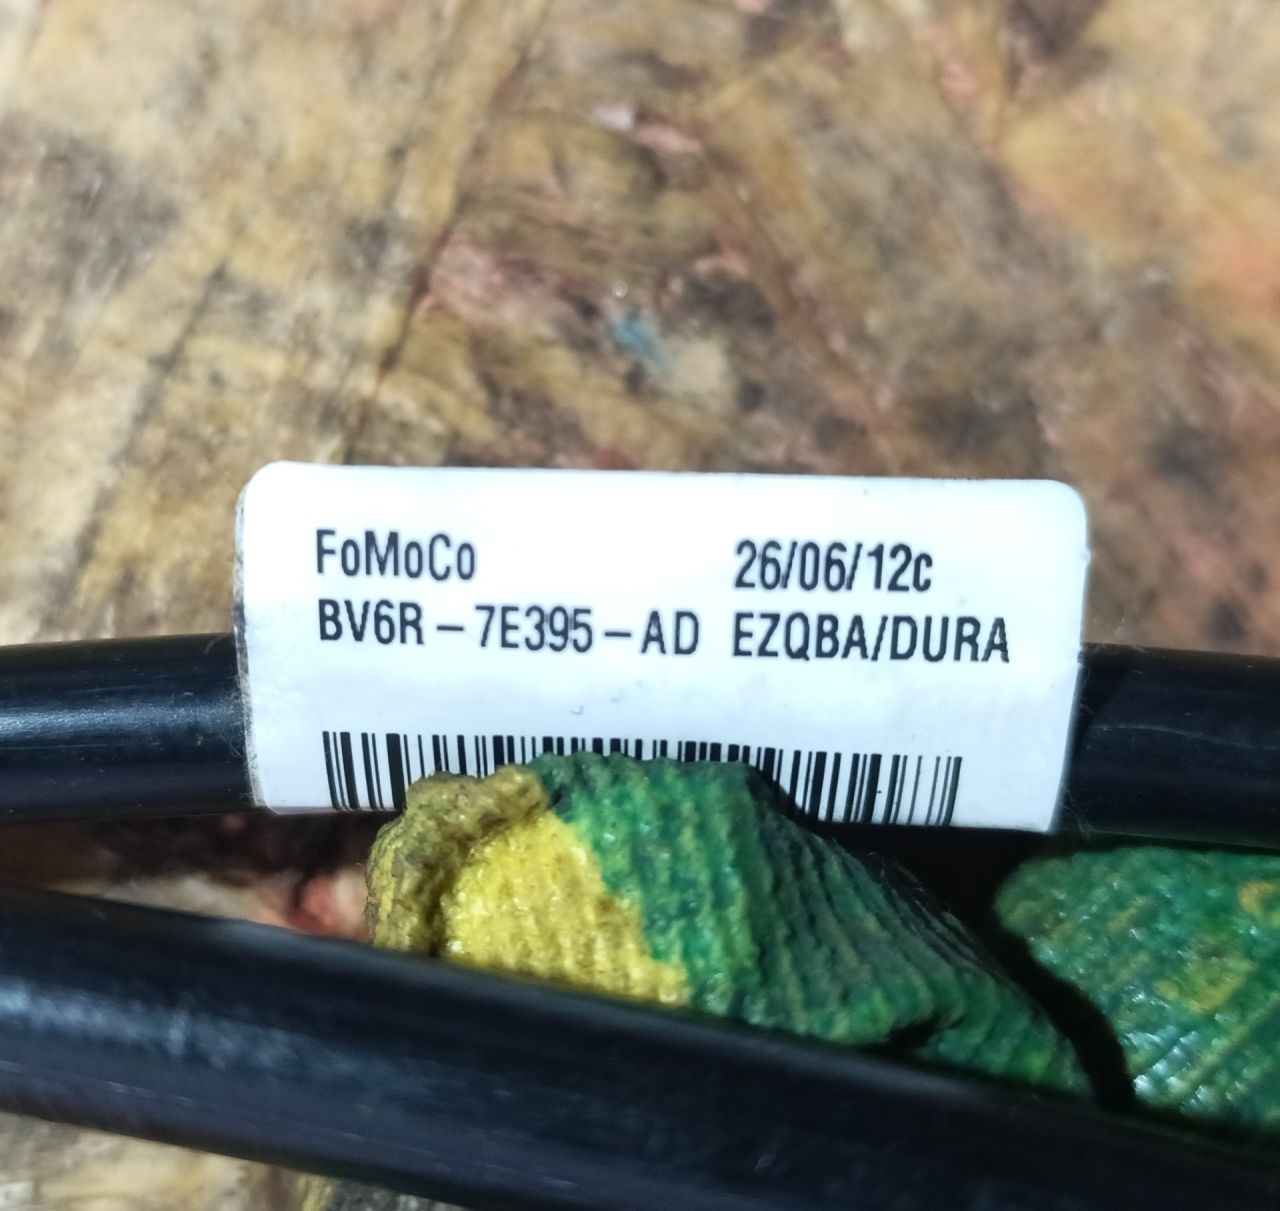 FoMoCo 26/06/12c
BV6R-7E395-AD EZQBA/DURA